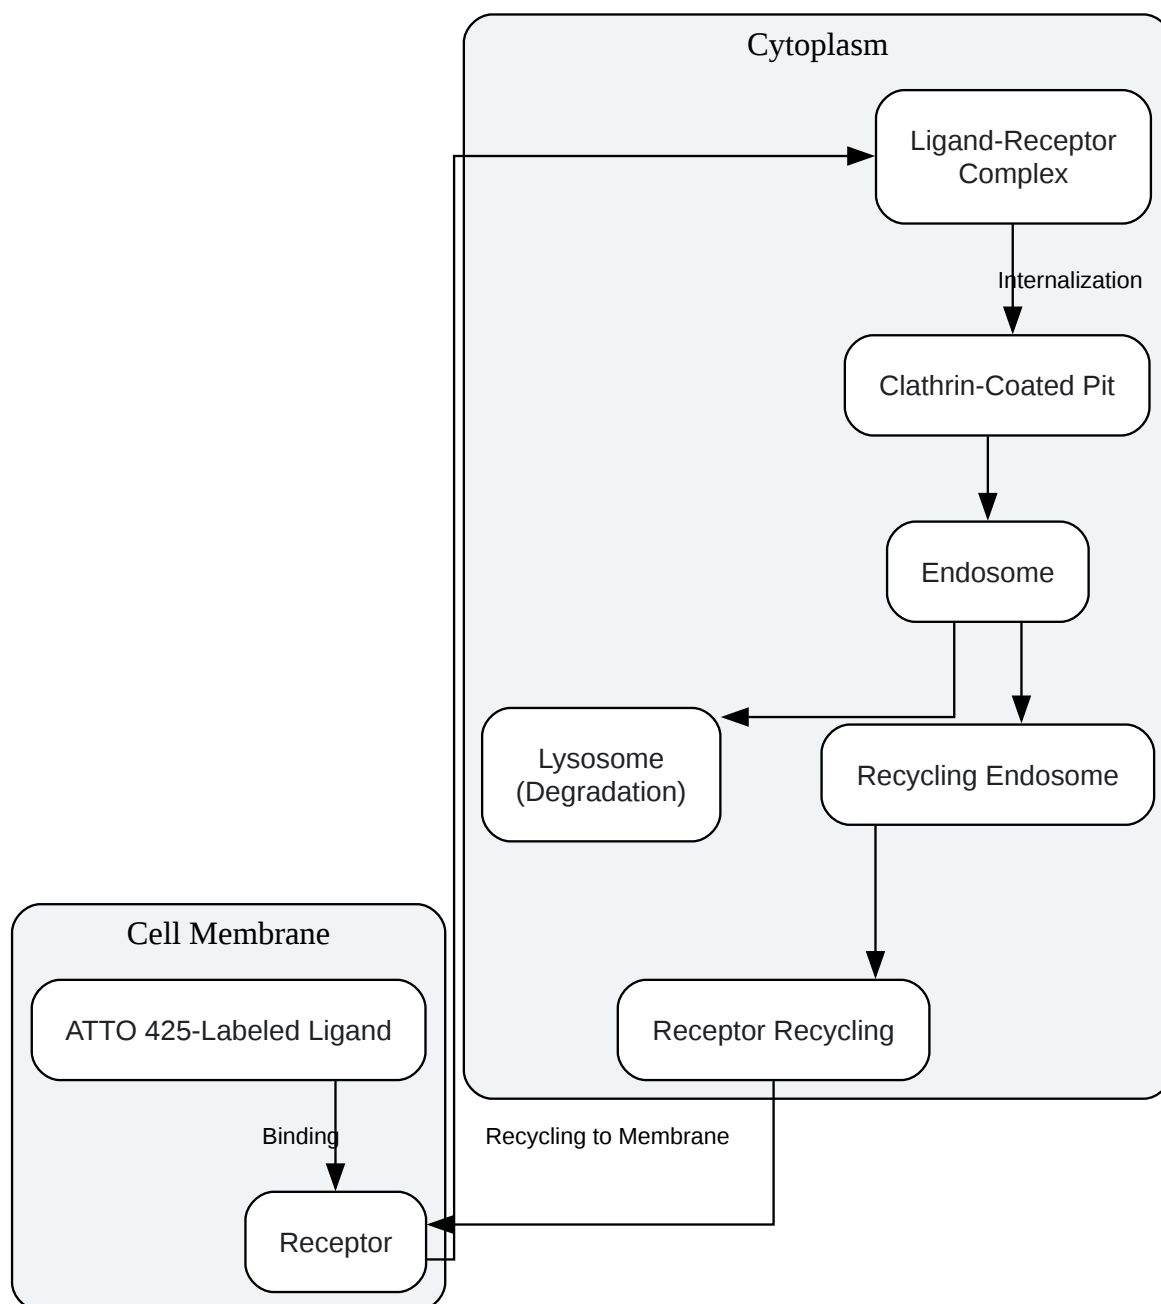 Cytoplasm
Ligand-Receptor
Complex
Internalization
Clathrin-Coated Pit
Endosome
Lysosome
(Degradation)
Recycling Endosome
Cell Membrane
ATTO 425-Labeled Ligand
Receptor Recycling
Binding
Recycling to Membrane
Receptor